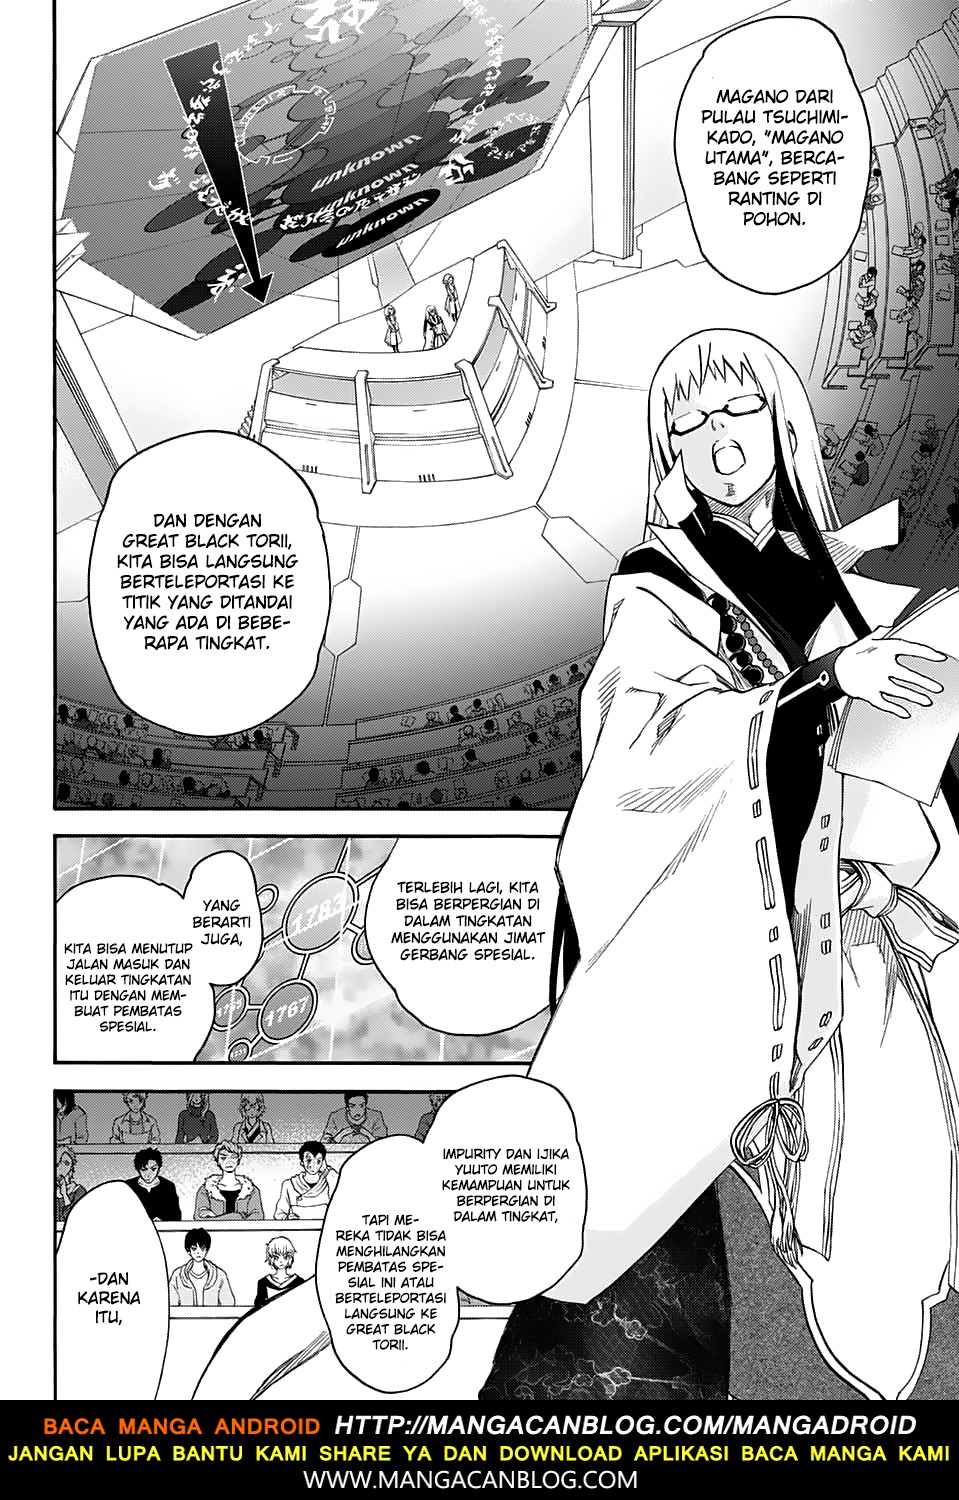 MAGANO DARI
PULAU TSUCHIMI-
KADO, "MAGANO
UTAMA", BERCA-
BANG SEPERTI
RANTING DI
POHON.
unknown
unknown
unknown
DAN DENGAN
GREAT BLACK TORII,
KITA BISA LANGSUNG
BERTELEPORTASI KE
TITIK YANG DITANDAI
YANG ADA DI BEBE-
RAPA TINGKAT.
TERLEBIH LAGI, KITA
BISA BERPERGIAN DI
DALAM TINGKATAN
MENGGUNAKAN JIMAT
GERBANG SPESIAL.
1783
1767
YANG
BERARTI
JUGA,
KITA BISA MENUTUP
JALAN MASUK DAN
KELUAR TINGKATAN
ITU DENGAN MEM-
BUAT PEMBATAS
SPESIAL.
IMPURITY DAN IJIKA
YUUTO MEMILIKI
KEMAMPUAN UNTUK
BERPERGIAN DI
DALAM TINGKAT,
TAPI ME-
REKA TIDAK BISA
MENGHILANGKAN
PEMBATAS SPE-
SIAL INI ATAU
BERTELEPORTASI
LANGSUNG KE
GREAT BLACK
TORII.
-DAN
KARENA
ITU,
BACA MANGA ANDROID HTTP://MANGACANBLOG.COM/MANGADROID
JANGAN LUPA BANTU KAMI SHARE YA DAN DOWNLOAD APLIKASI BACA MANGA KAMI
WWW.MANGACANBLOG.COM